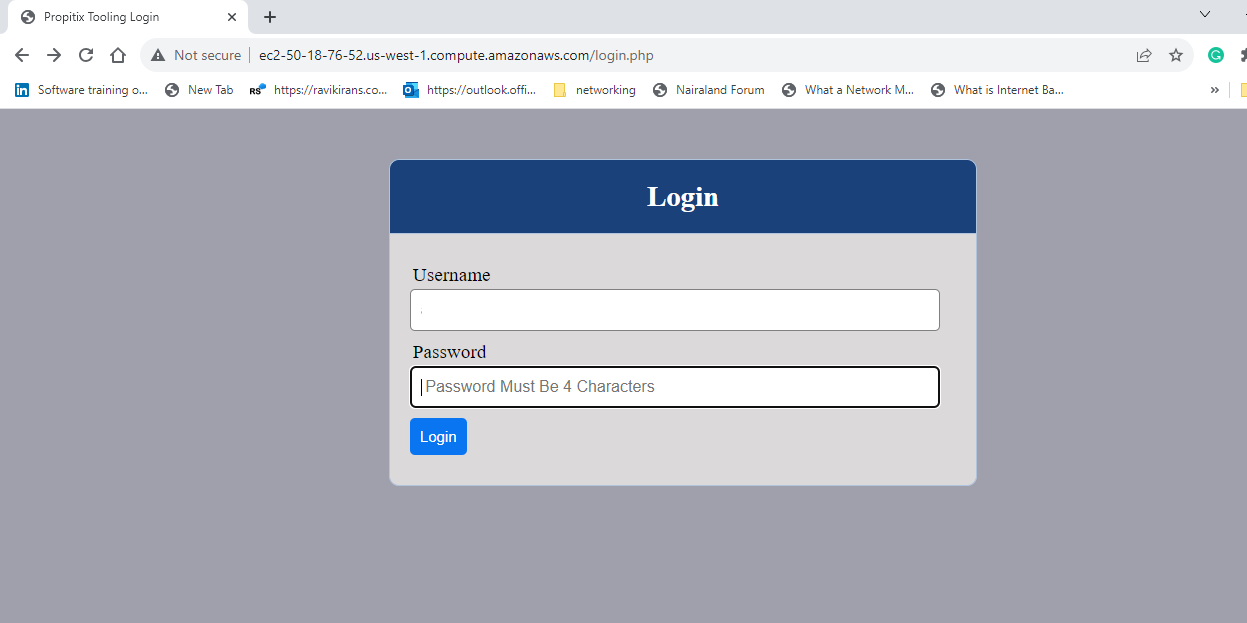 Propitix Tooling Login
Not secure ec2-50-18-76-52.us-west-1.compute.amazonaws.com/login.php
Software training o... New Tab RS https://ravikirans.co... https://outlook.offi... networking Nairaland Forum What a Network M... What is Internet Ba... »
Login
Username
Password
Password Must Be 4 Characters
Login